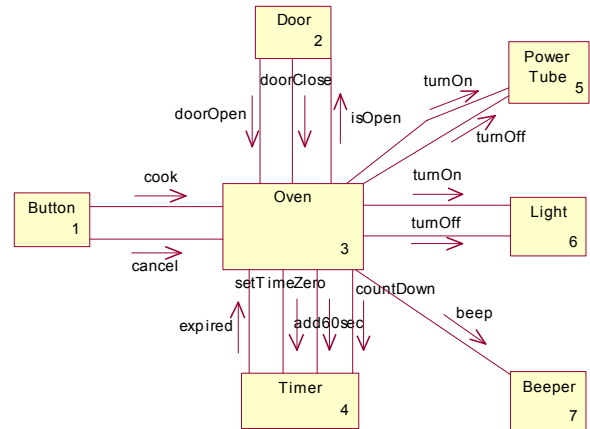 Door
2
doorClose
doorOpen
isOpen
turnOn
Power
Tube
5
turnOff
cook
Button
1
cancel
Oven
3
turnOn
turnOff
Light
6
setTimeZero
countDown
expired
add60sec
beep
Timer
4
Beeper
7